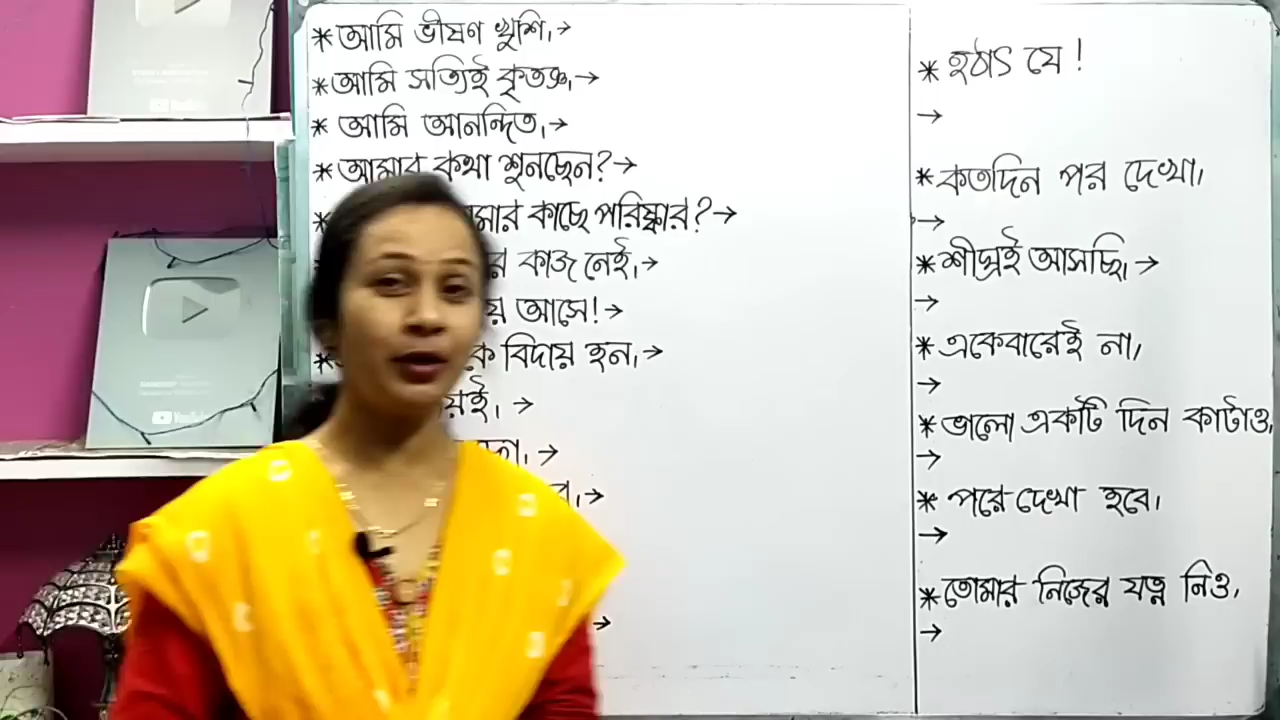 * আমি ভীষণ খুশি।→
* আমি সত্যিই কৃতজ্ঞ।→
* আমি আনন্দিত।→
* আমার কথা শুনছেন?→
* মার কাছে পরিষ্কার?→
র কাজ নেই।→
য় আসে!→
* ক বিদায় হন।→
য়ই। →
→
→
→
* হঠাৎ যে!
→
* কতদিন পর দেখা।
→
* শীঘ্রই আসছি।→
→
* একেবারেই না।
→
* ভালো একটি দিন কাটাও।
→
* পরে দেখা হবে।
→
* তোমার নিজের যত্ন নিও।
→
YouTube